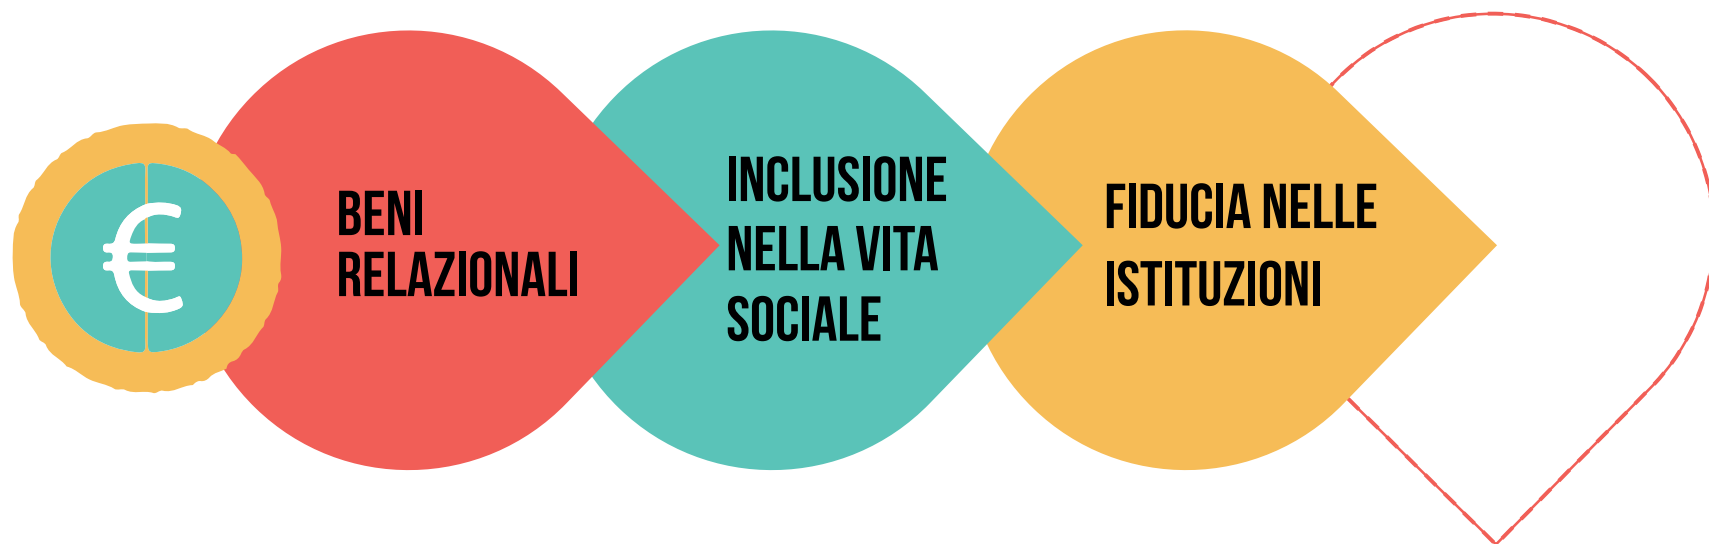 €
BENI
RELAZIONALI
INCLUSIONE
NELLA VITA
SOCIALE
FIDUCIA NELLE
ISTITUZIONI